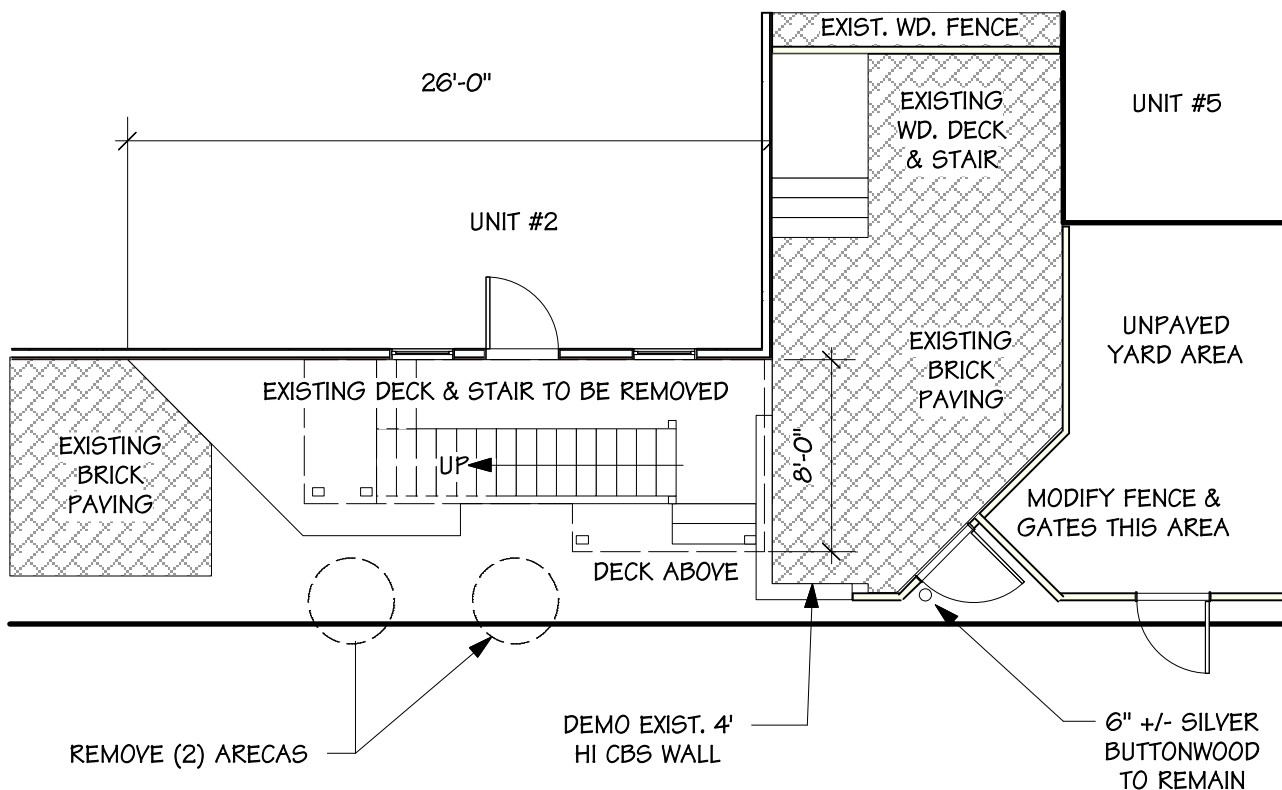 EXIST. WD. FENCE
26'-0"
EXISTING
WD. DECK
& STAIR
UNIT #5
UNIT #2
UNPAVED
YARD AREA
EXISTING
BRICK
PAVING
EXISTING DECK & STAIR TO BE REMOVED
EXISTING
BRICK
PAVING
UP
8'-0"
MODIFY FENCE &
GATES THIS AREA
DECK ABOVE
REMOVE (2) ARECAS
DEMO EXIST. 4'
HI CBS WALL
6" +/- SILVER
BUTTONWOOD
TO REMAIN